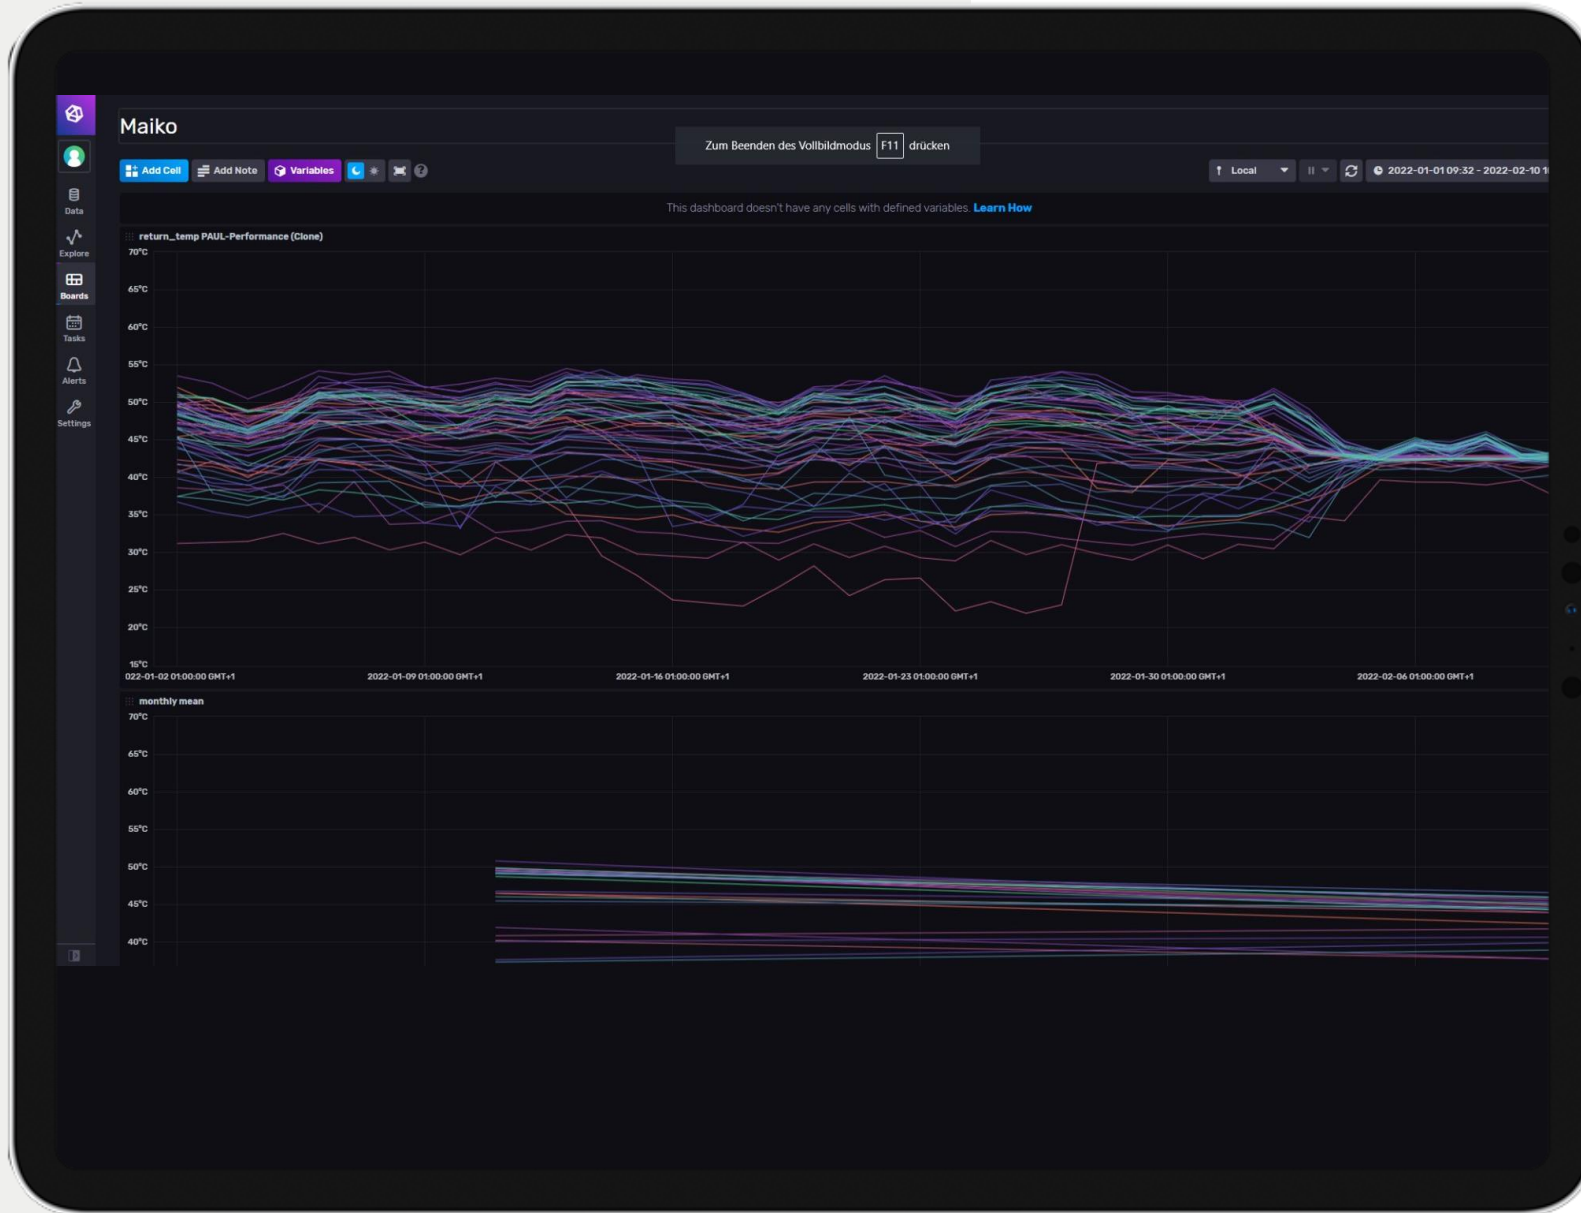 Maiko
Zum Beenden des Vollbildmodus F11 drücken
Add Cell Add Note Variables ? Local 2022-01-01 09:32 - 2022-02-10 1
This dashboard doesn't have any cells with defined variables. Learn How
Data
Explore
Boards
Tasks
Alerts
Settings
return_temp PAUL-Performance (Clone)
70°C
65°C
60°C
55°C
50°C
45°C
40°C
35°C
30°C
25°C
20°C
15°C
022-01-02 01:00:00 GMT+1 2022-01-09 01:00:00 GMT+1 2022-01-16 01:00:00 GMT+1 2022-01-23 01:00:00 GMT+1 2022-01-30 01:00:00 GMT+1 2022-02-06 01:00:00 GMT+1
monthly mean
70°C
65°C
60°C
55°C
50°C
45°C
40°C